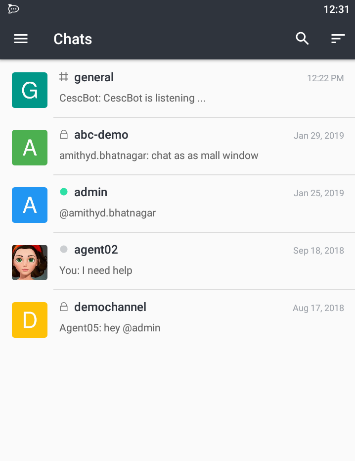 12:31
Chats
G
general
12:22 PM
CescBot: CescBot is listening ...
A
abc-demo
Jan 29, 2019
amithyd.bhatnagar: chat as as mall window
A
admin
Jan 25, 2019
@amithyd.bhatnagar
agent02
Sep 18, 2018
You: I need help
D
demochannel
Aug 17, 2018
Agent05: hey @admin